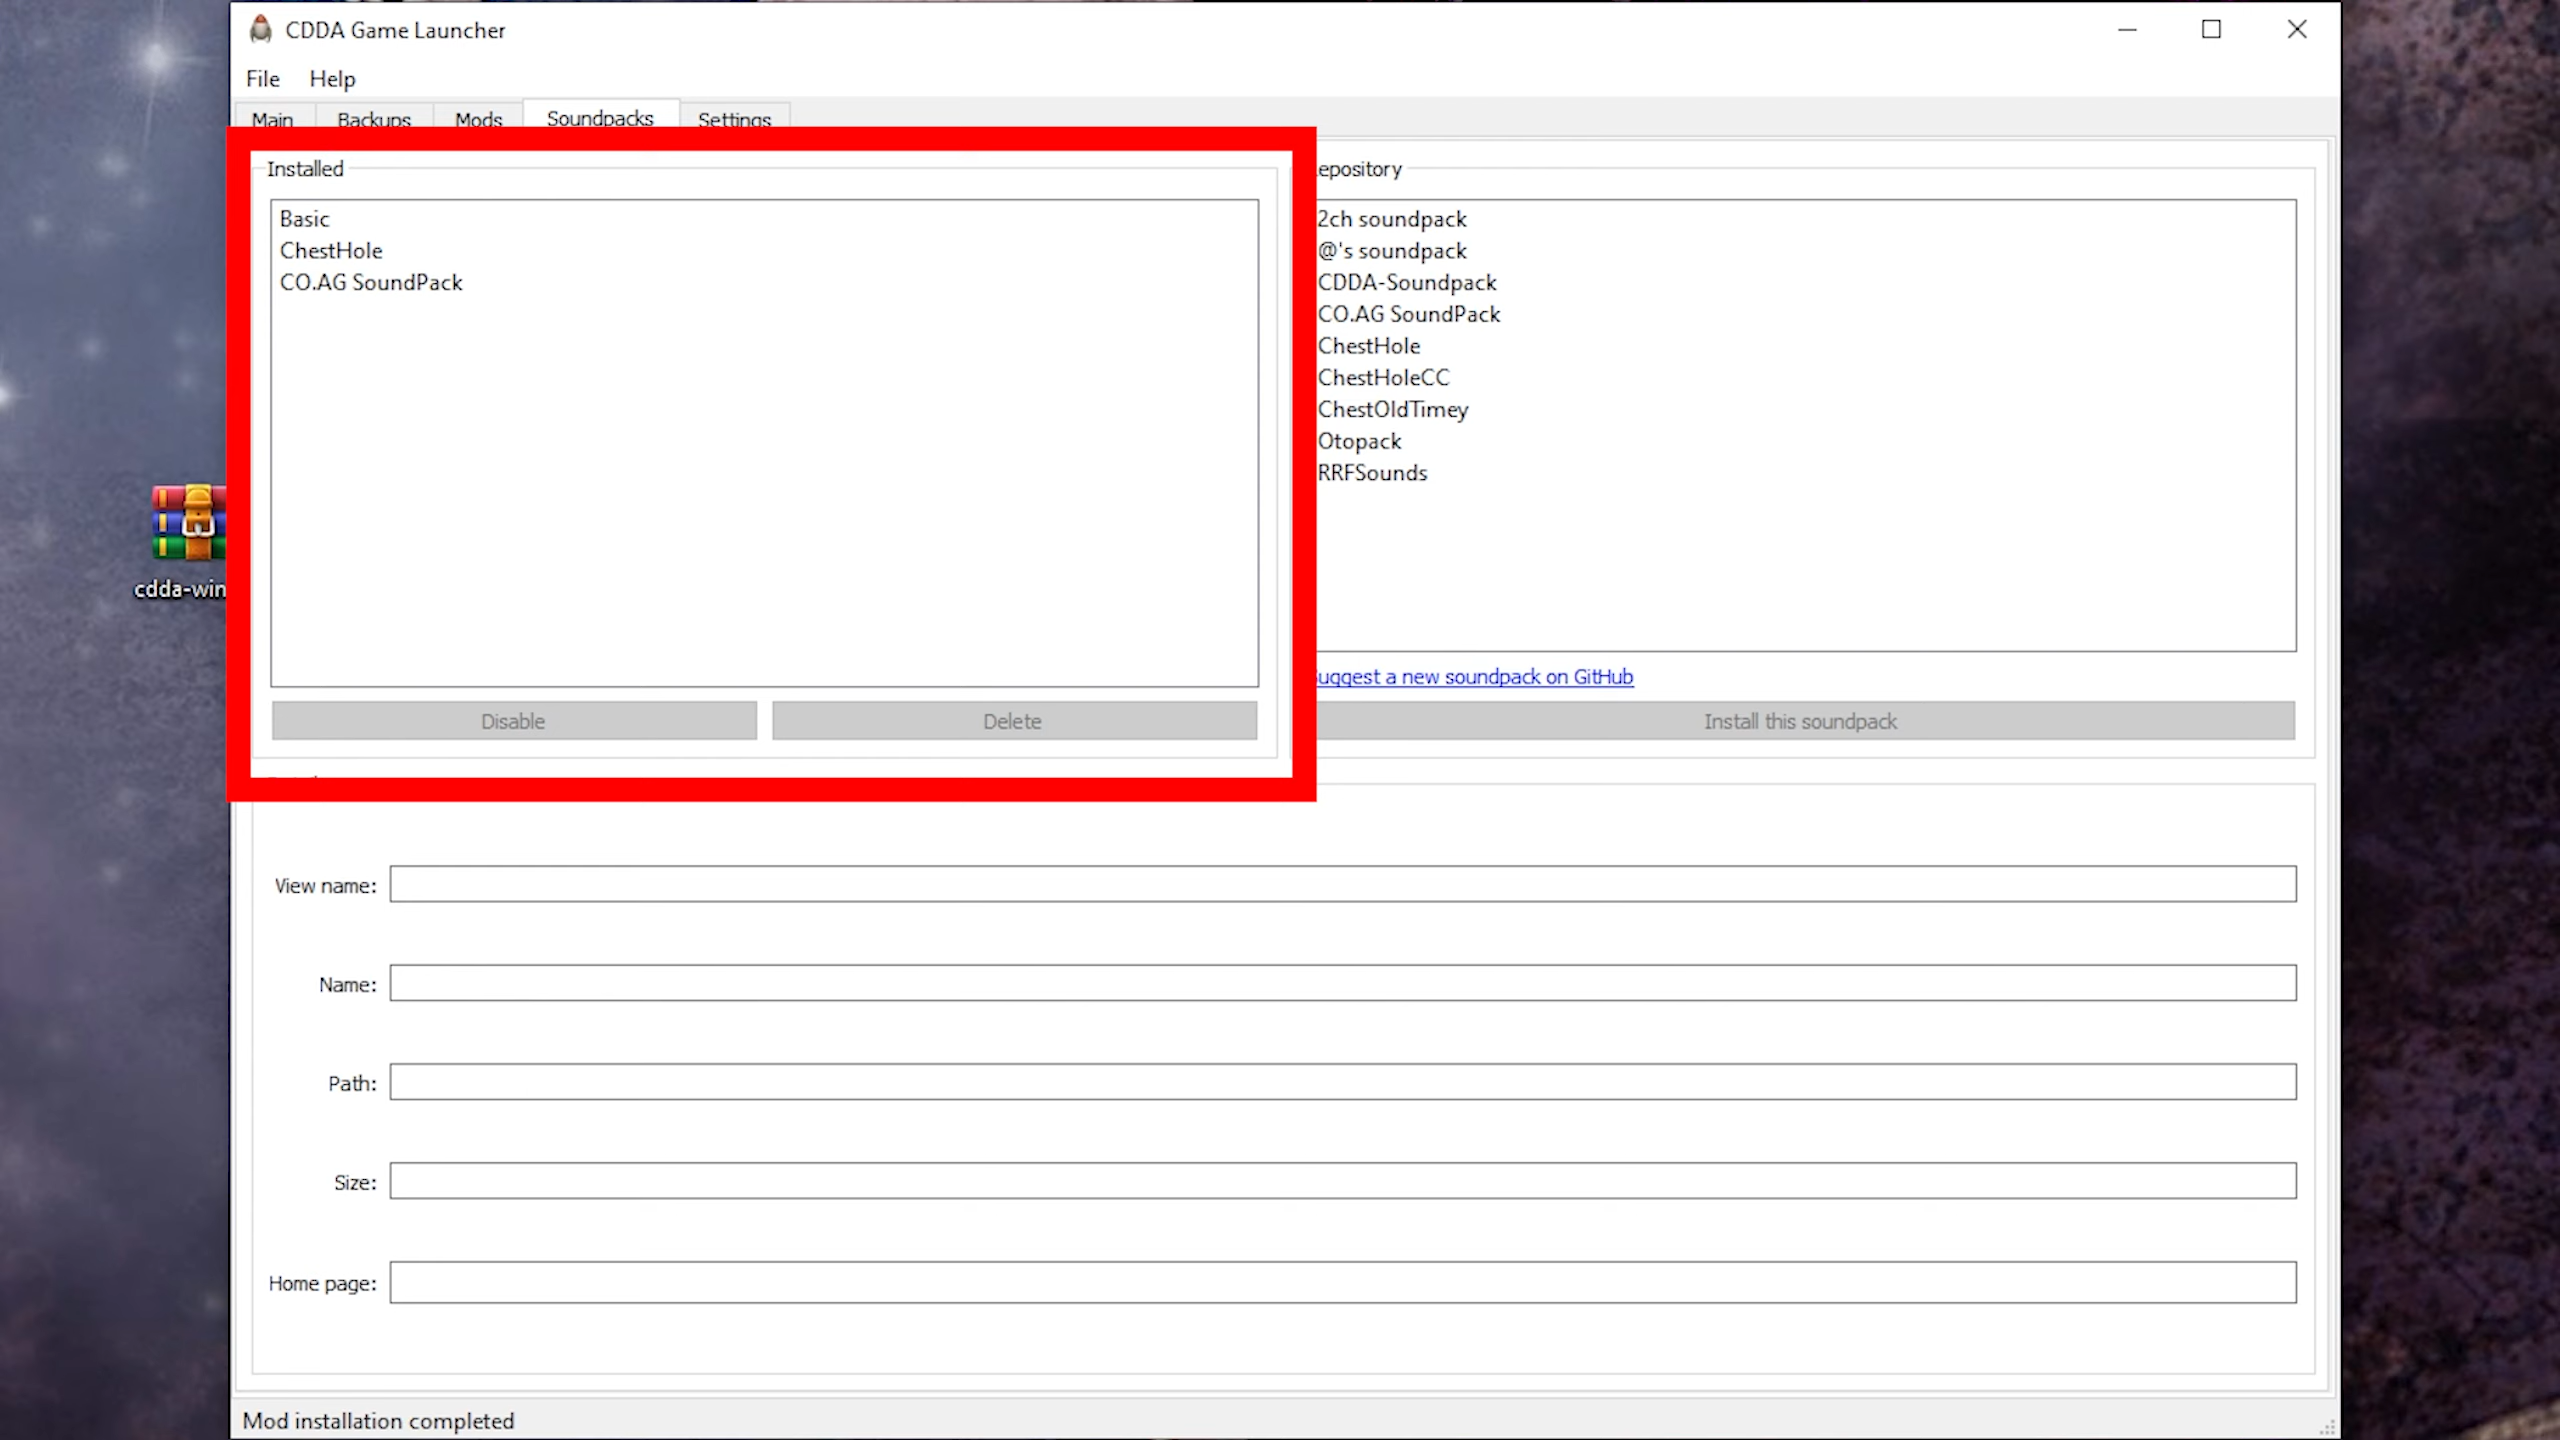 CDDA Game Launcher
File Help
Main Backups Mods Soundpacks Settings
Installed
Basic
ChestHole
CO.AG SoundPack
Disable Delete
epository
2ch soundpack
@'s soundpack
CDDA-Soundpack
CO.AG SoundPack
ChestHole
ChestHoleCC
ChestOldTimey
Otopack
RRFSounds
uggest a new soundpack on GitHub
Install this soundpack
cdda-win
View name:
Name:
Path:
Size:
Home page:
Mod installation completed